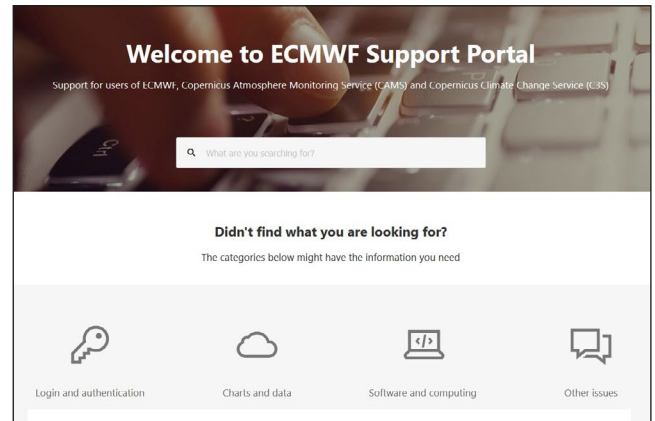 Welcome to ECMWF Support Portal
Support for users of ECMWF, Copernicus Atmosphere Monitoring Service (CAMS) and Copernicus Climate Change Service (C3S)
Ctrl
What are you searching for?
Didn't find what you are looking for?
The categories below might have the information you need
Login and authentication
Charts and data
Software and computing
Other issues